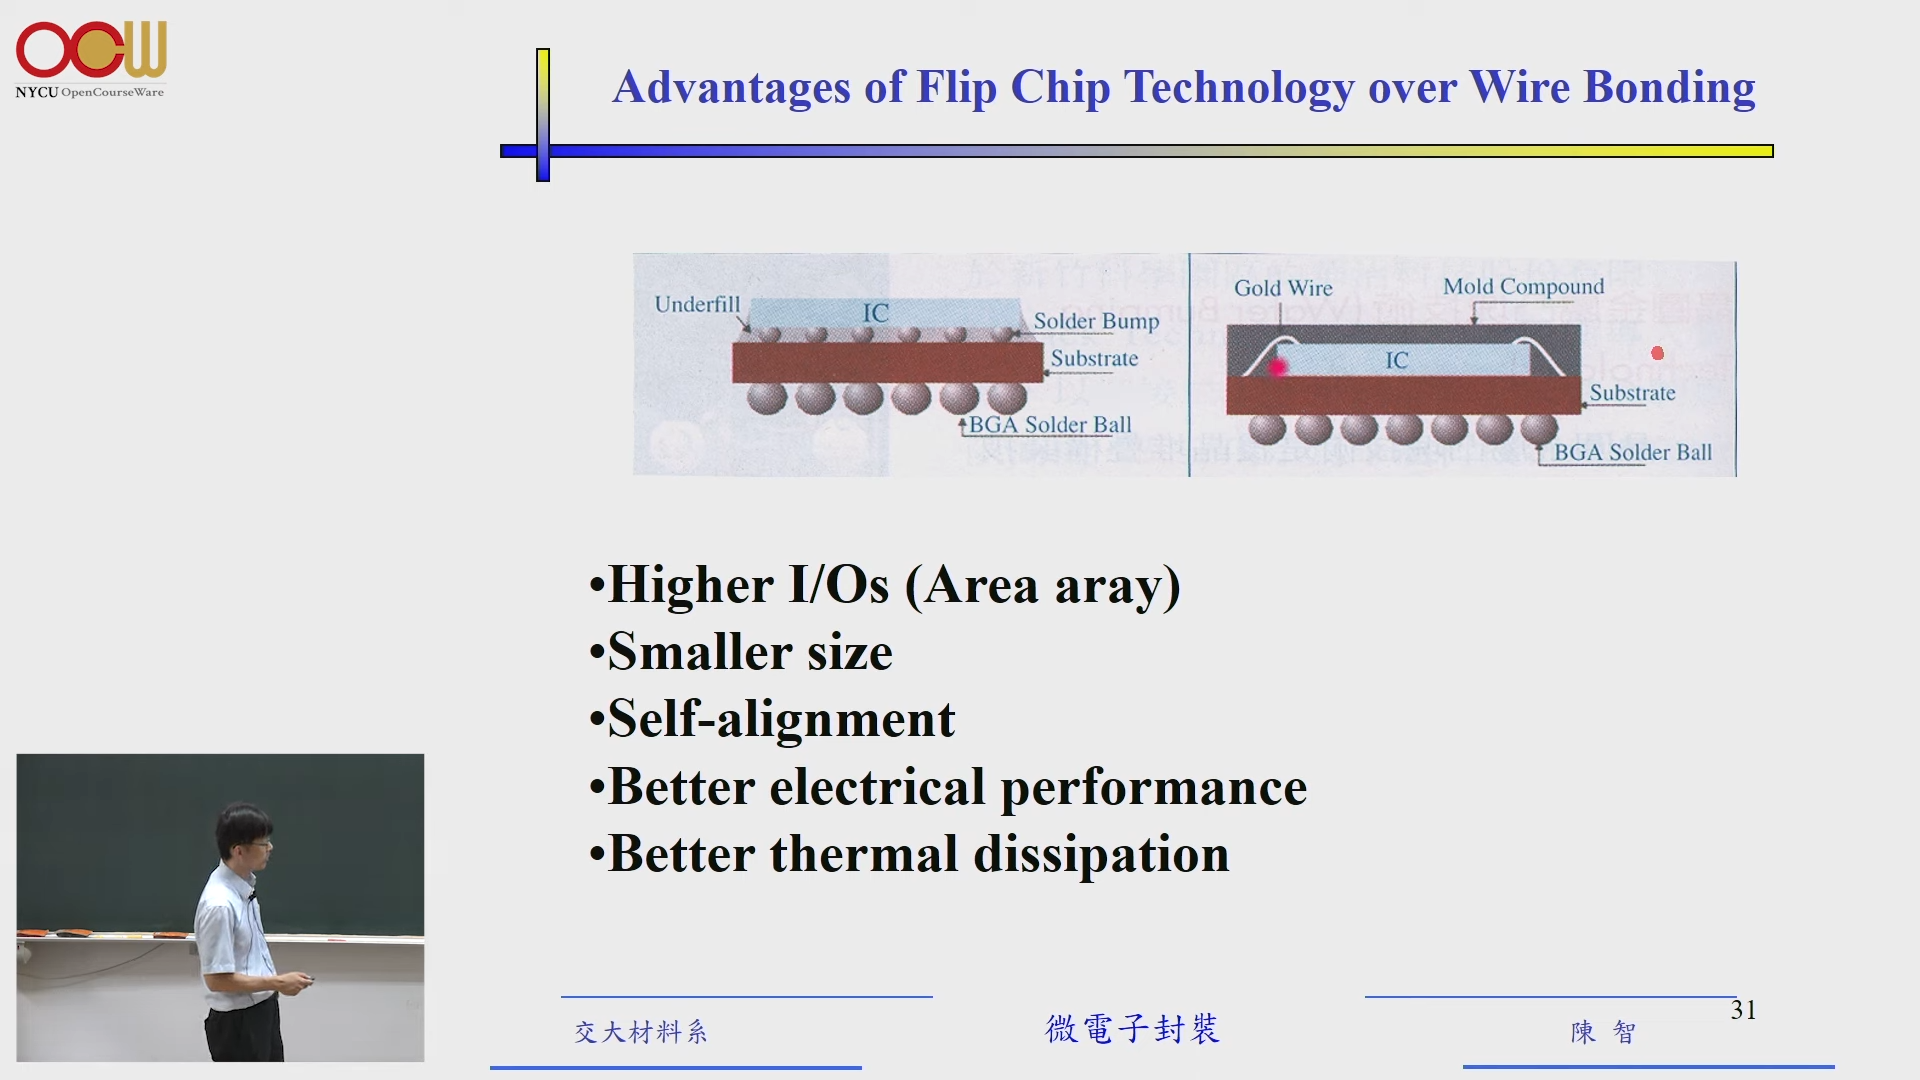 OCW
NYCU OpenCourseWare
Advantages of Flip Chip Technology over Wire Bonding
Underfill
IC
Solder Bump
Substrate
BGA Solder Ball
Gold Wire
Mold Compound
IC
Substrate
BGA Solder Ball
•Higher I/Os (Area aray)
•Smaller size
•Self-alignment
•Better electrical performance
•Better thermal dissipation
交大材料系
微電子封裝
陳 智
31